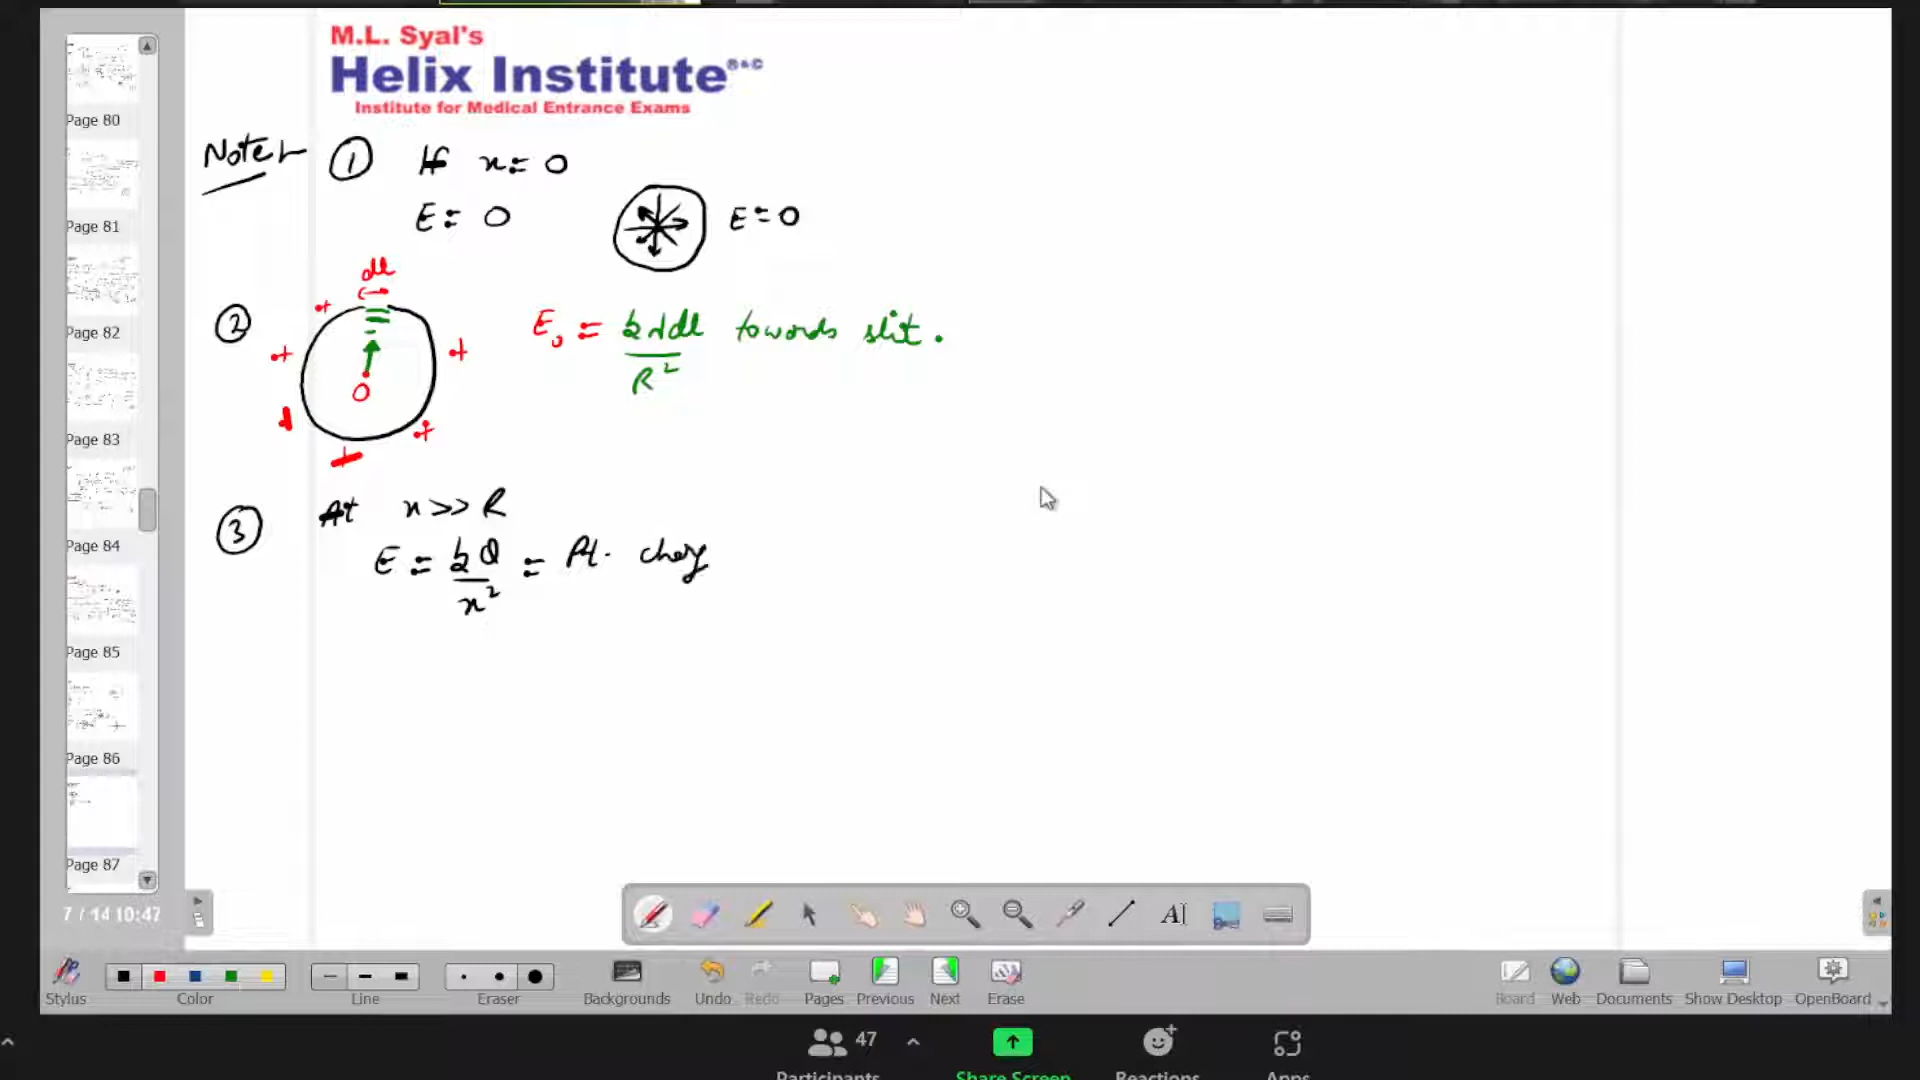 M.L. Syal's
Helix Institute
Institute for Medical Entrance Exams
Note 1 If x = 0
E = 0 E = 0
dl
2 + + + + + O
E₀ = kλdl / R² towards slit.
3 At x >> R
E = kQ / x² = Pt. charg
Page 80
Page 81
Page 82
Page 83
Page 84
Page 85
Page 86
Page 87
7 / 14 10:47
Stylus Color Line Eraser Backgrounds Undo Redo Pages Previous Next Erase Board Web Documents Show Desktop OpenBoard
47
Participants Share Screen Reactions Apps